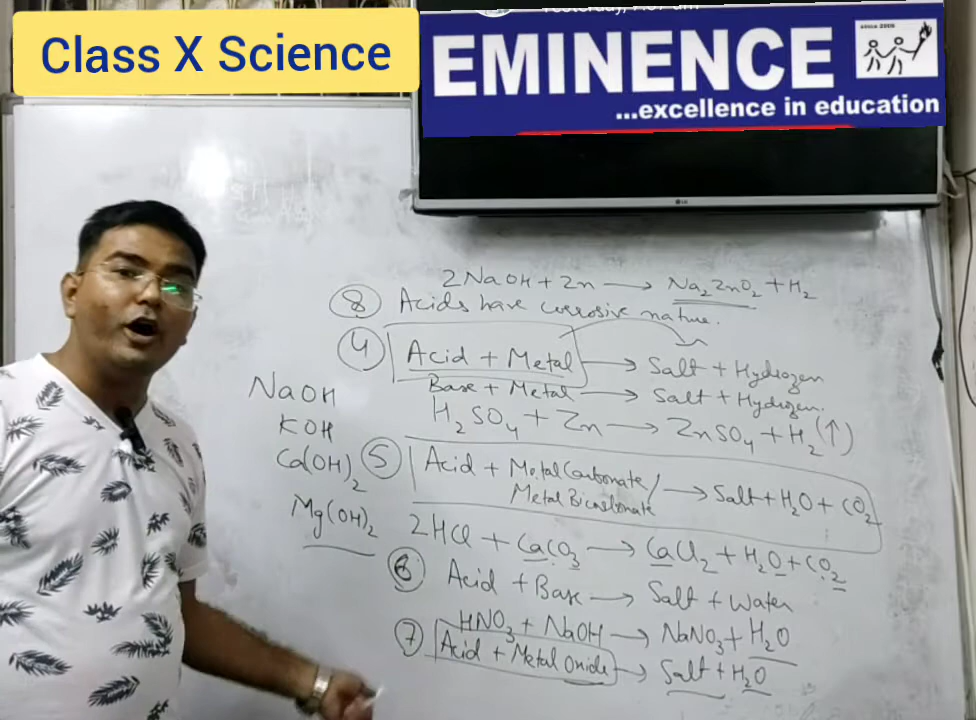 Class X Science
EMINENCE
...excellence in education
2NaOH + Zn → Na₂ZnO₂ + H₂
⑧ Acids have corrosive nature.
④ Acid + Metal → Salt + Hydrogen
Base + Metal → Salt + Hydrogen.
H₂SO₄ + Zn → ZnSO₄ + H₂(↑)
NaOH
KOH
Ca(OH)₂
Mg(OH)₂
⑤ Acid + Metal Carbonate/
Metal Bicarbonate → Salt + H₂O + CO₂
2HCl + CaCO₃ → CaCl₂ + H₂O + CO₂
⑥ Acid + Base → Salt + Water
HNO₃ + NaOH → NaNO₃ + H₂O
⑦ Acid + Metal Oxide → Salt + H₂O
LG